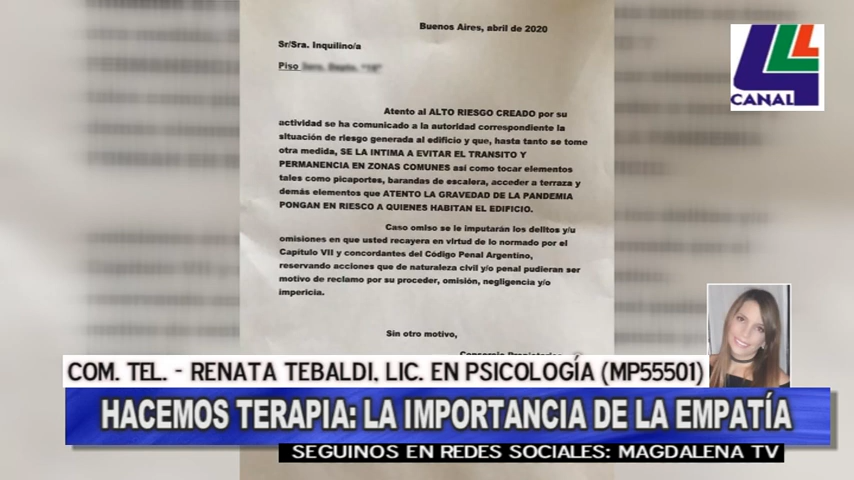 Buenos Aires, abril de 2020
Sr/Sra. Inquilino/a
Piso
Atento al ALTO RIESGO CREADO por su
actividad se ha comunicado a la autoridad correspondiente la
situación de riesgo generada al edificio y que, hasta tanto se tome
otra medida, SE LA INTIMA A EVITAR EL TRANSITO Y
PERMANENCIA EN ZONAS COMUNES así como tocar elementos
tales como picaportes, barandas de escalera, acceder a terraza y
demás elementos que ATENTO LA GRAVEDAD DE LA PANDEMIA
PONGAN EN RIESGO A QUIENES HABITAN EL EDIFICIO.
Caso omiso se le imputarán los delitos y/u
omisiones en que usted recayera en virtud de lo normado por el
Capítulo VII y concordantes del Código Penal Argentino,
reservando acciones que de naturaleza civil y/o penal pudieran ser
motivo de reclamo por su proceder, omisión, negligencia y/o
impericia.
Sin otro motivo,
CANAL 4
COM. TEL. - RENATA TEBALDI, LIC. EN PSICOLOGÍA (MP55501)
HACEMOS TERAPIA: LA IMPORTANCIA DE LA EMPATÍA
SEGUINOS EN REDES SOCIALES: MAGDALENA TV